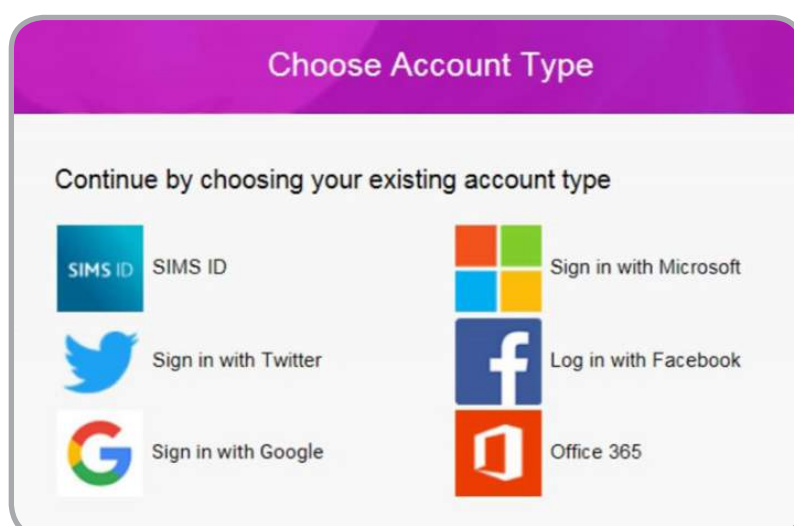 Choose Account Type
Continue by choosing your existing account type
SIMS ID SIMS ID
Sign in with Microsoft
Sign in with Twitter
Log in with Facebook
Sign in with Google
Office 365